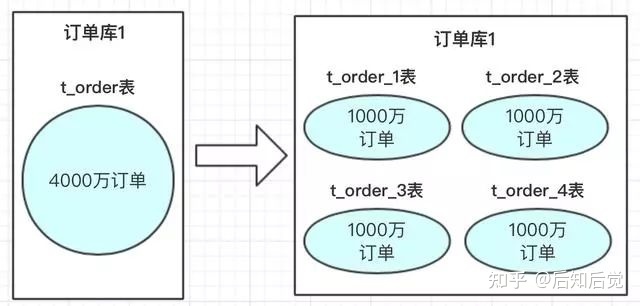 订单库1
t_order表
4000万订单
订单库1
t_order_1表
t_order_2表
1000万
订单
1000万
订单
t_order_3表
t_order_4表
1000万
订单
1000万
订单
知乎 @后知后觉